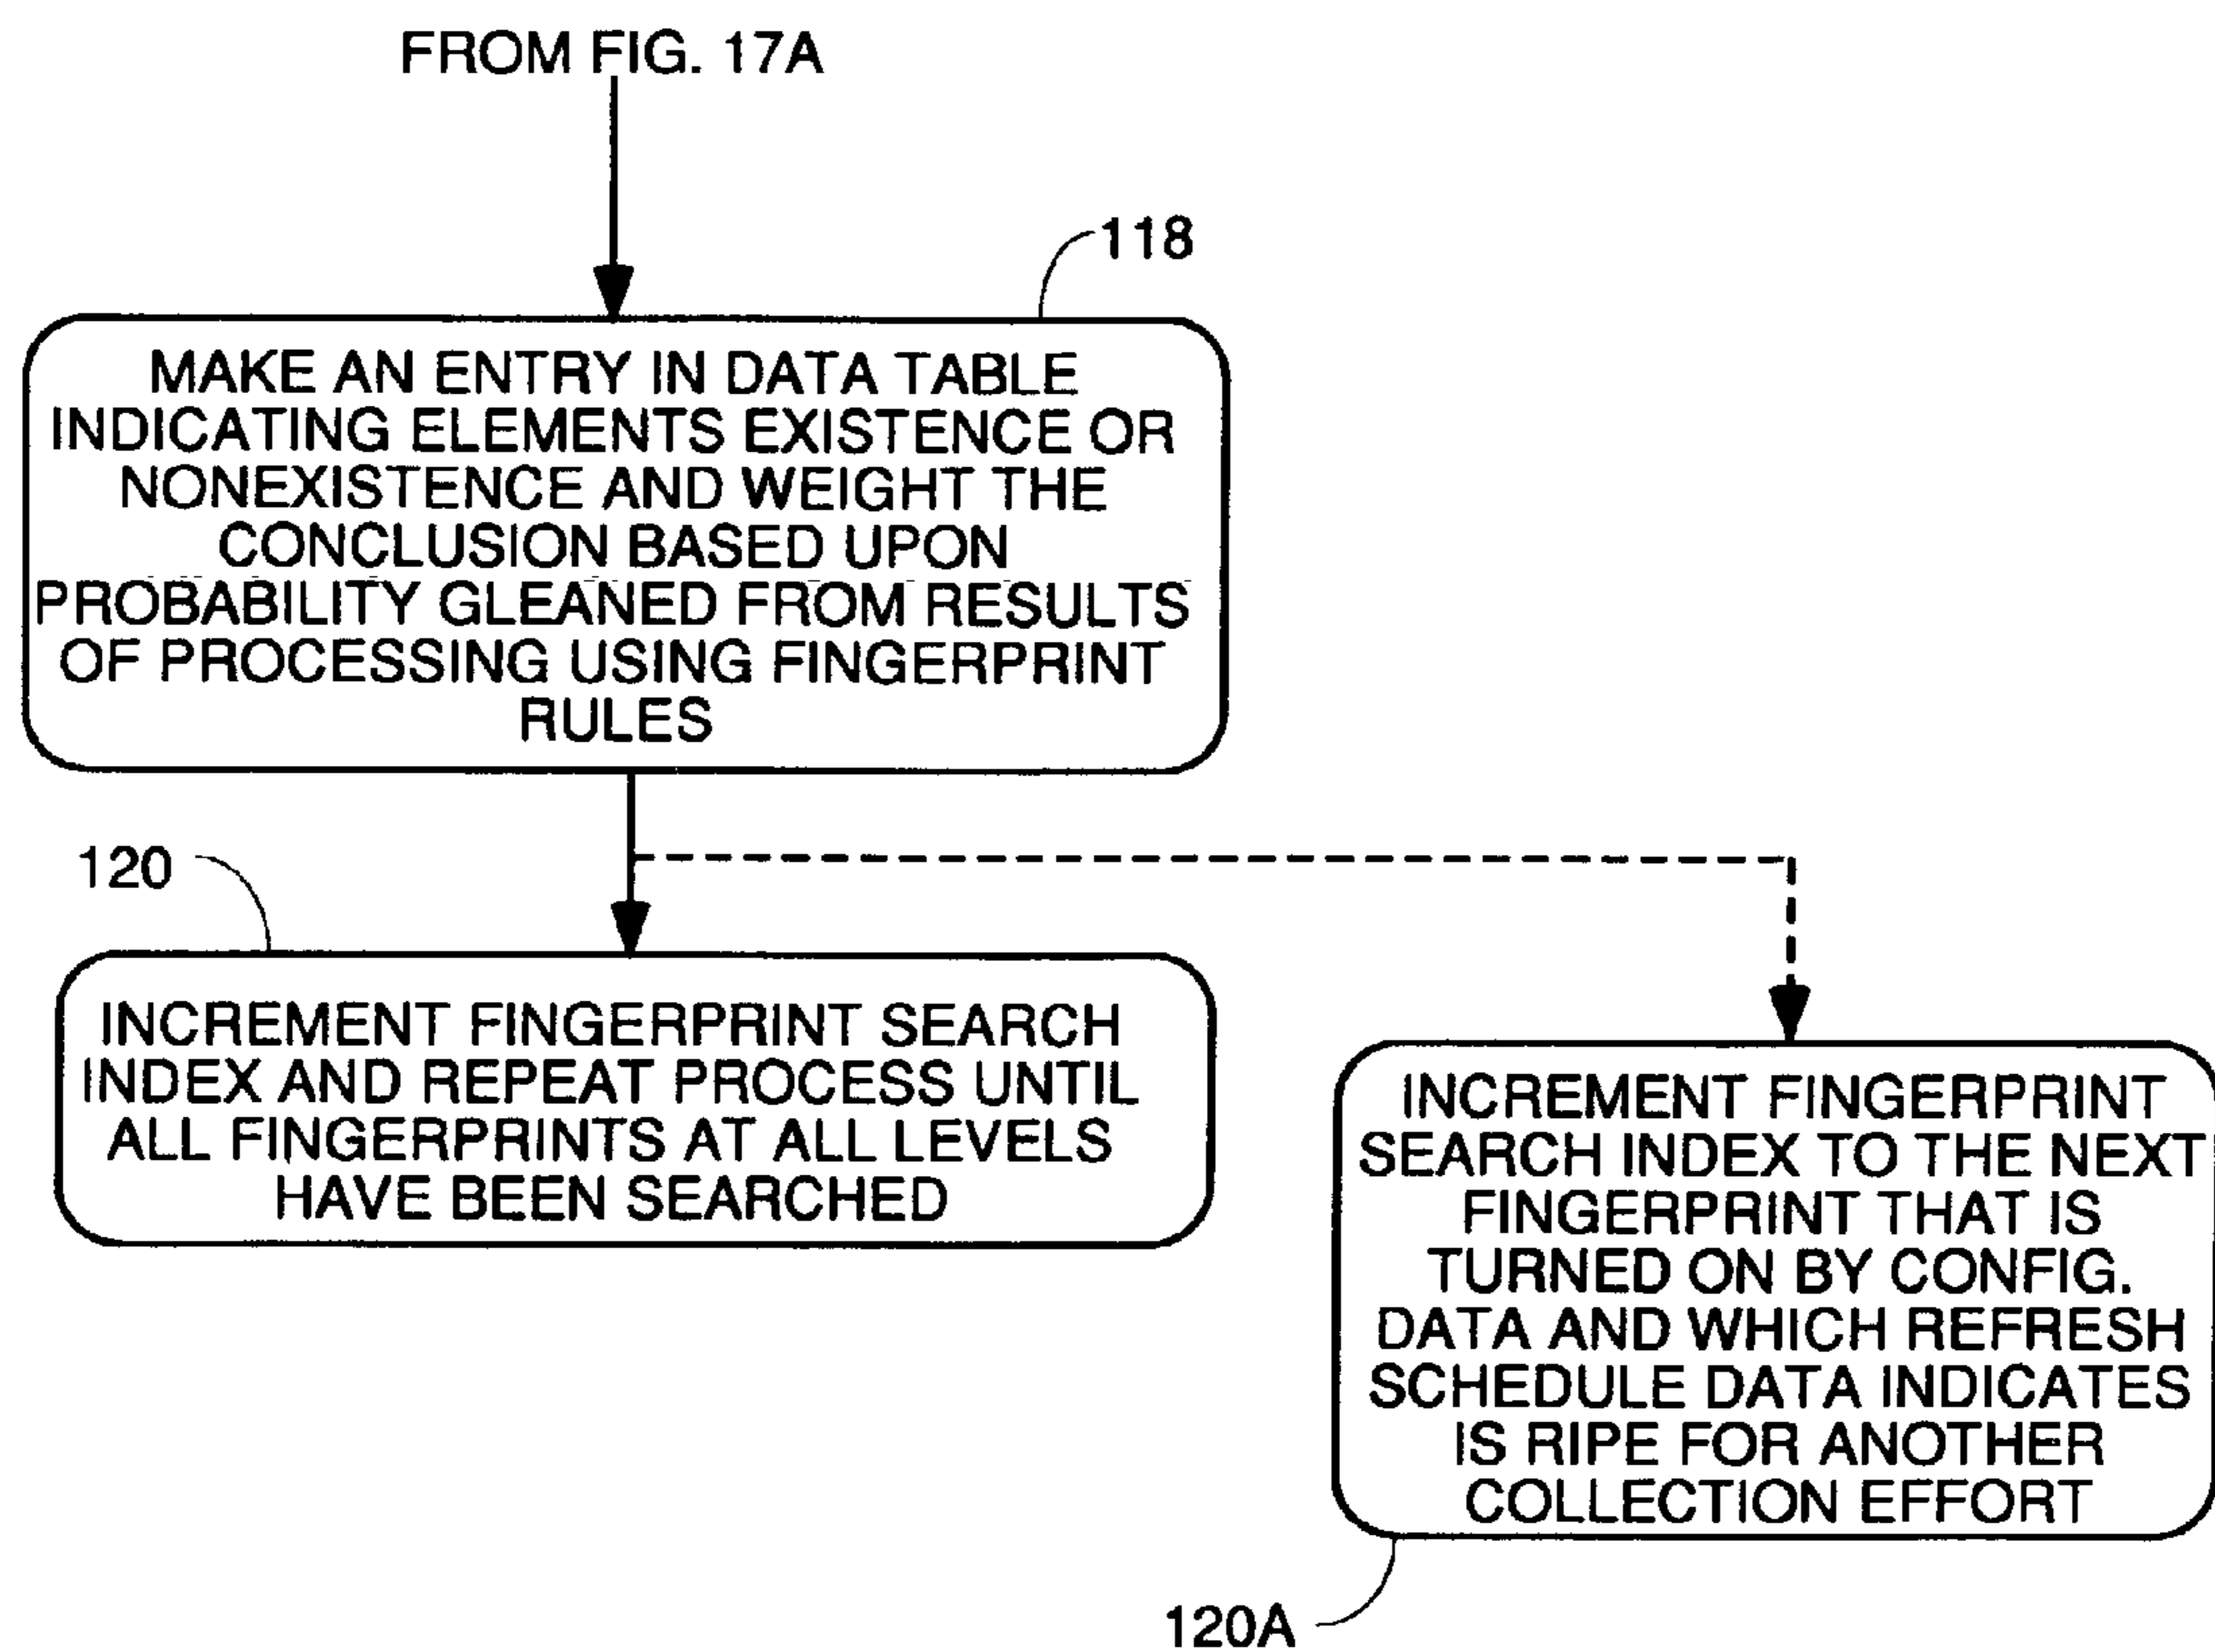 FROM FIG. 17A
118
MAKE AN ENTRY IN DATA TABLE
INDICATING ELEMENTS EXISTENCE OR
NONEXISTENCE AND WEIGHT THE
CONCLUSION BASED UPON
PROBABILITY GLEANED FROM RESULTS
OF PROCESSING USING FINGERPRINT
RULES
120
INCREMENT FINGERPRINT SEARCH
INDEX AND REPEAT PROCESS UNTIL
ALL FINGERPRINTS AT ALL LEVELS
HAVE BEEN SEARCHED
INCREMENT FINGERPRINT
SEARCH INDEX TO THE NEXT
FINGERPRINT THAT IS
TURNED ON BY CONFIG.
DATA AND WHICH REFRESH
SCHEDULE DATA INDICATES
IS RIPE FOR ANOTHER
COLLECTION EFFORT
120A